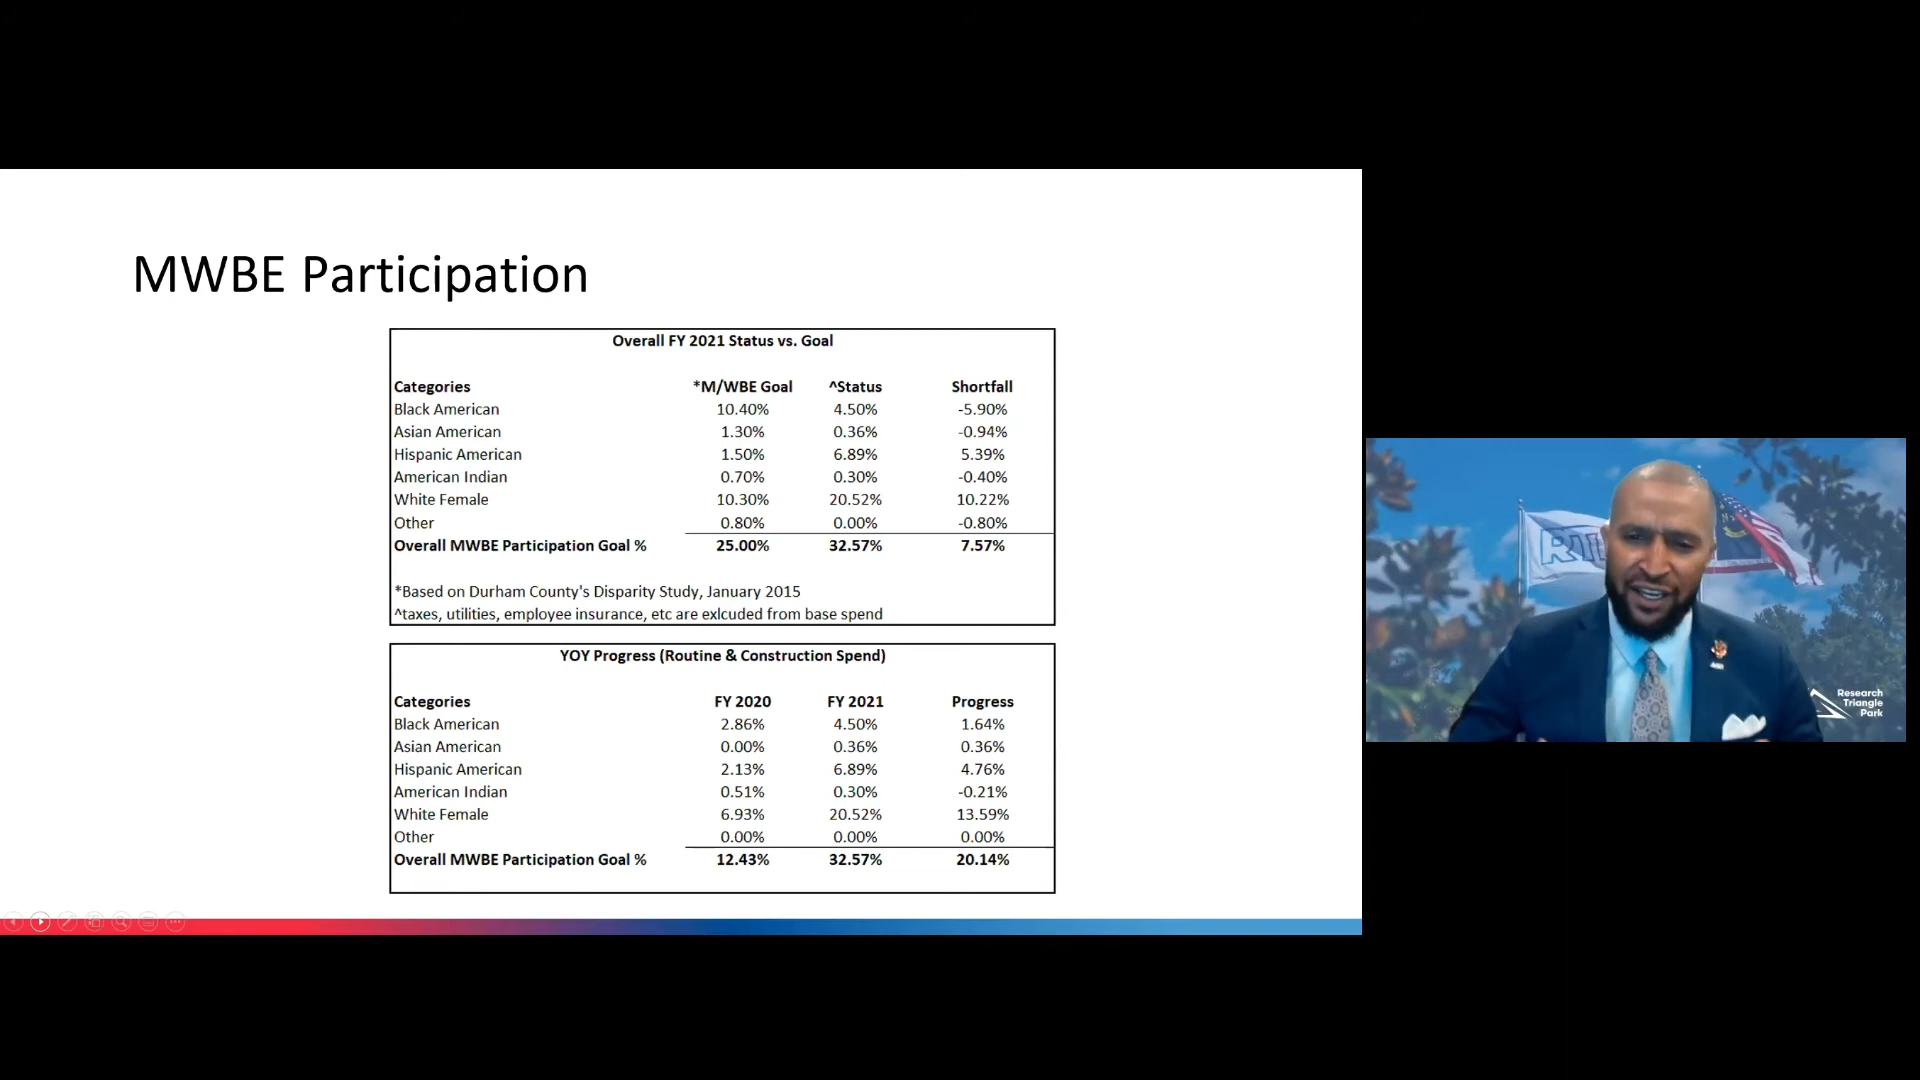 MWBE Participation
Overall FY 2021 Status vs. Goal
Categories *M/WBE Goal ^Status Shortfall
Black American 10.40% 4.50% -5.90%
Asian American 1.30% 0.36% -0.94%
Hispanic American 1.50% 6.89% 5.39%
American Indian 0.70% 0.30% -0.40%
White Female 10.30% 20.52% 10.22%
Other 0.80% 0.00% -0.80%
Overall MWBE Participation Goal % 25.00% 32.57% 7.57%
*Based on Durham County's Disparity Study, January 2015
^taxes, utilities, employee insurance, etc are exlcuded from base spend
YOY Progress (Routine & Construction Spend)
Categories FY 2020 FY 2021 Progress
Black American 2.86% 4.50% 1.64%
Asian American 0.00% 0.36% 0.36%
Hispanic American 2.13% 6.89% 4.76%
American Indian 0.51% 0.30% -0.21%
White Female 6.93% 20.52% 13.59%
Other 0.00% 0.00% 0.00%
Overall MWBE Participation Goal % 12.43% 32.57% 20.14%
Research
Triangle
Park